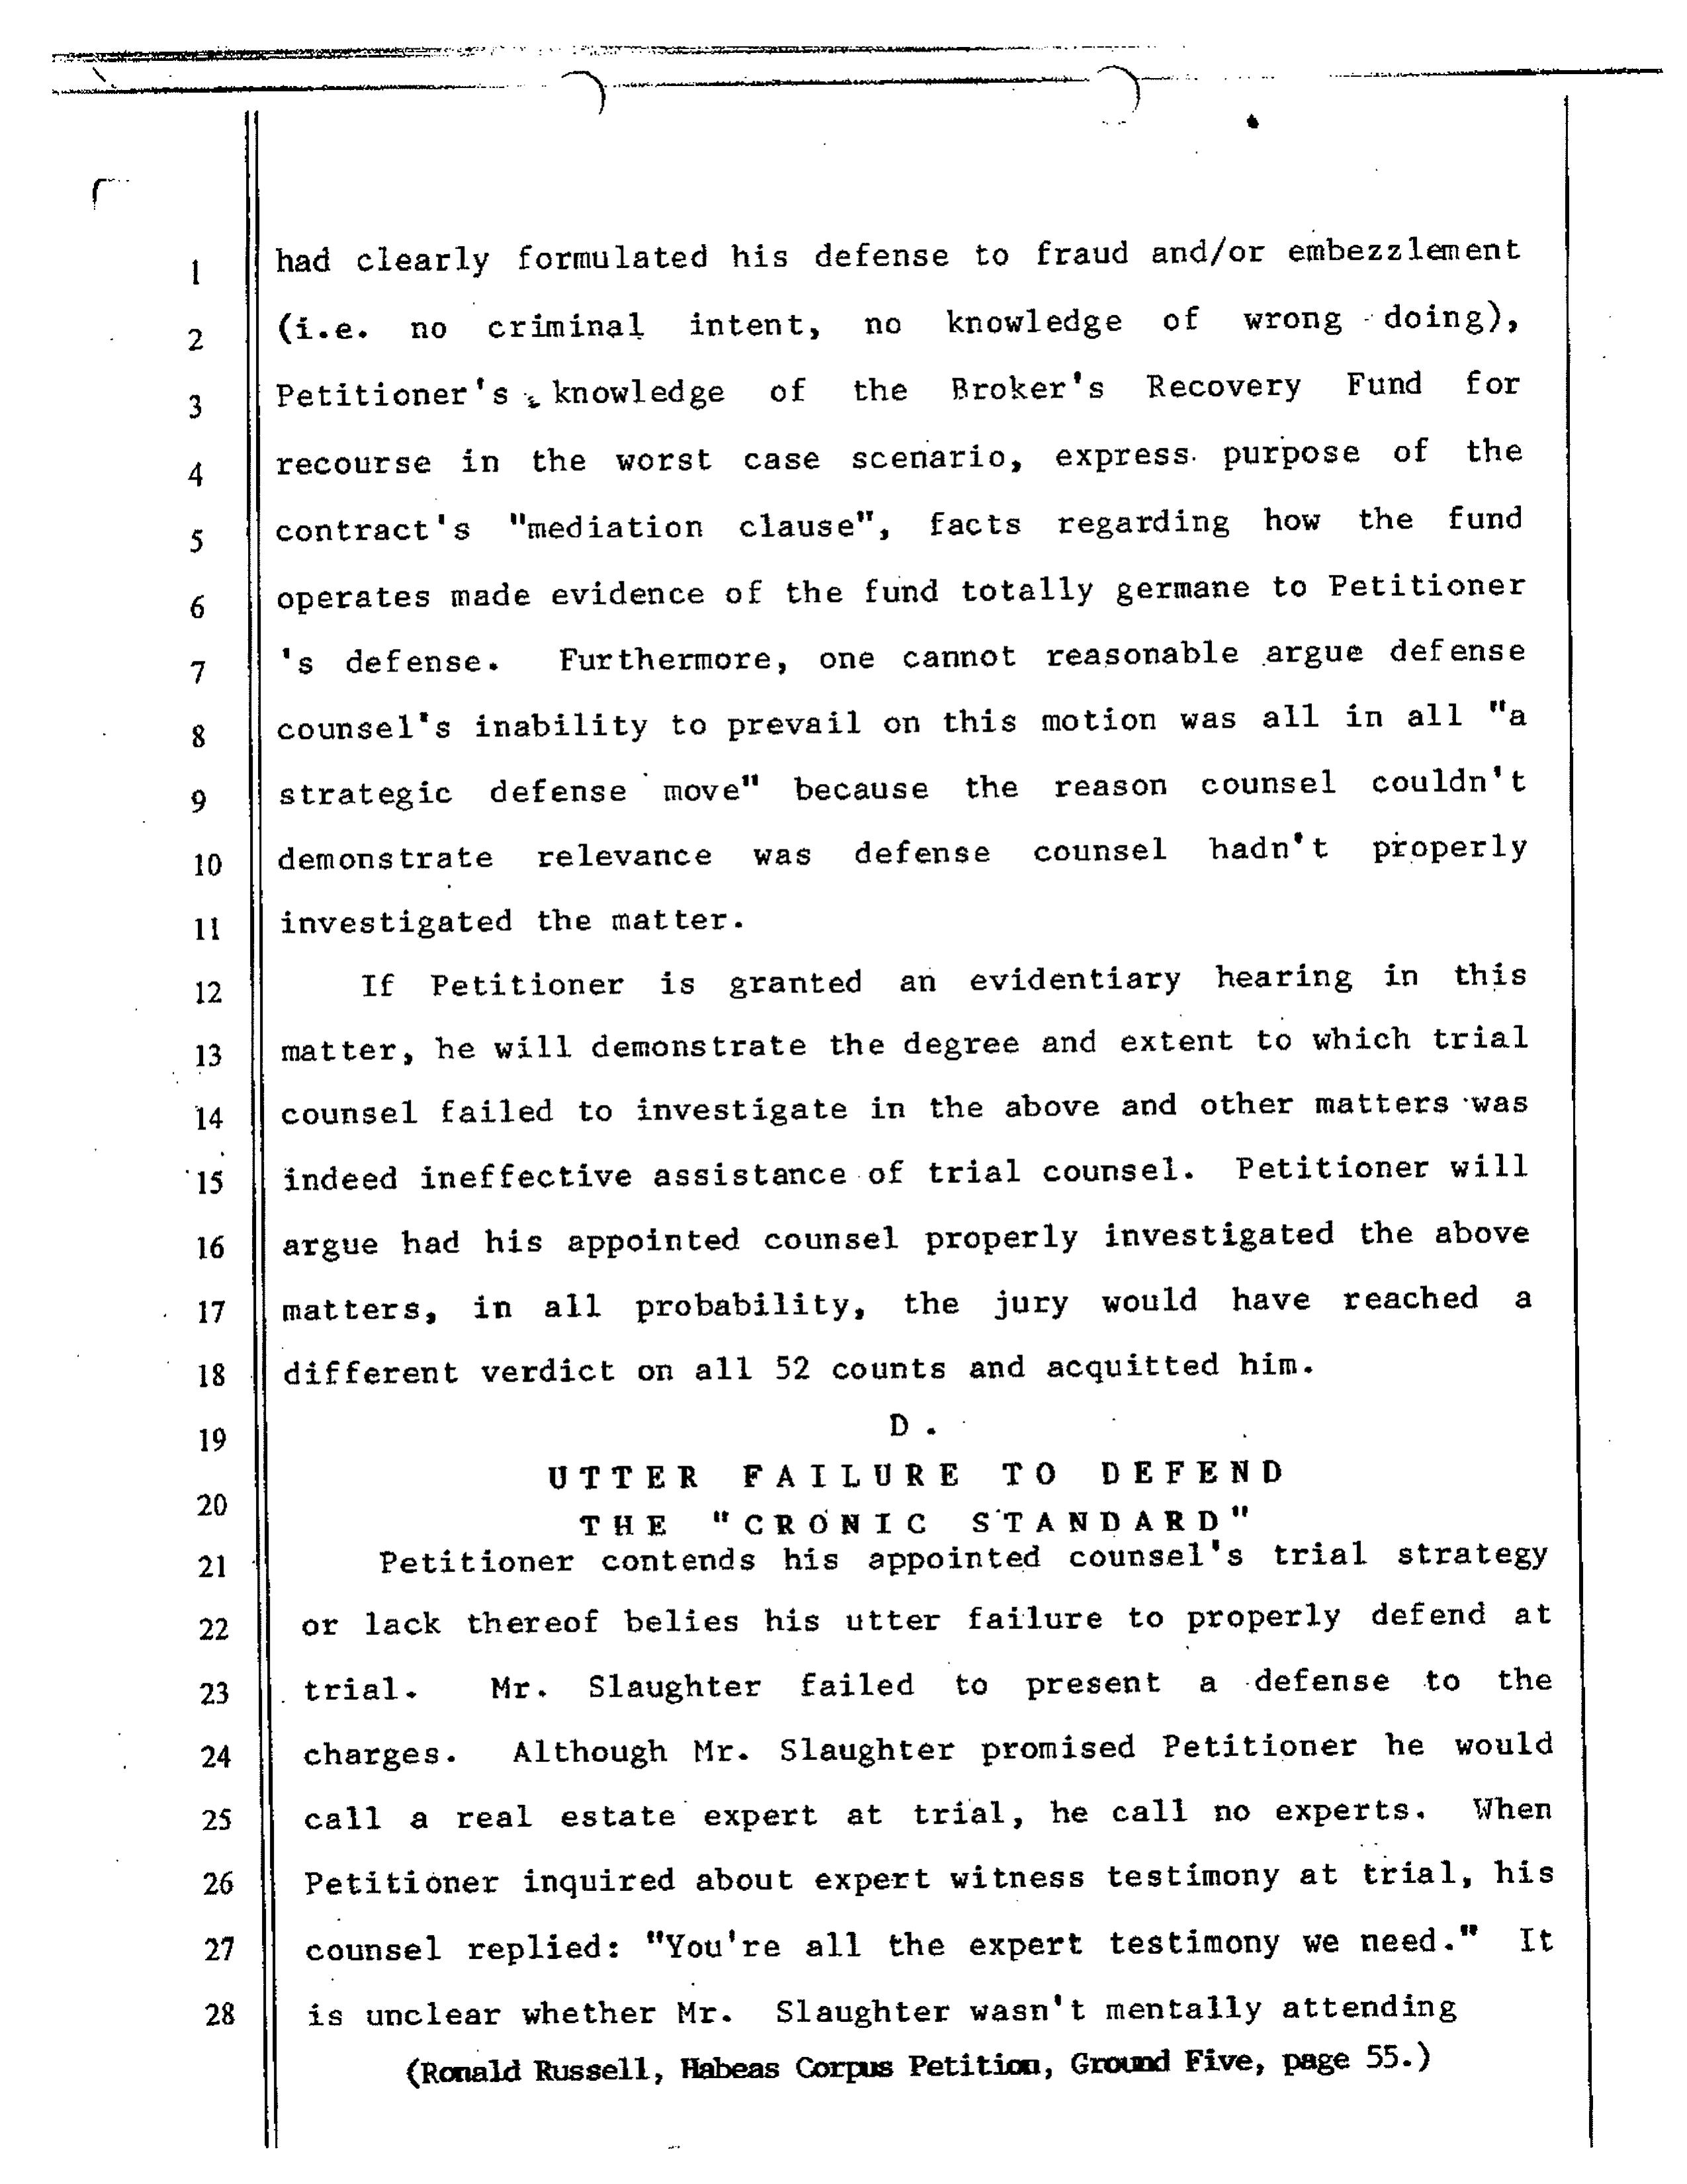 1 had clearly formulated his defense to fraud and/or embezzlement
2 (i.e. no criminal intent, no knowledge of wrong doing),
3 Petitioner's knowledge of the Broker's Recovery Fund for
4 recourse in the worst case scenario, express purpose of the
5 contract's "mediation clause", facts regarding how the fund
6 operates made evidence of the fund totally germane to Petitioner
7 's defense. Furthermore, one cannot reasonable argue defense
8 counsel's inability to prevail on this motion was all in all "a
9 strategic defense move" because the reason counsel couldn't
10 demonstrate relevance was defense counsel hadn't properly
11 investigated the matter.
12 If Petitioner is granted an evidentiary hearing in this
13 matter, he will demonstrate the degree and extent to which trial
14 counsel failed to investigate in the above and other matters was
15 indeed ineffective assistance of trial counsel. Petitioner will
16 argue had his appointed counsel properly investigated the above
17 matters, in all probability, the jury would have reached a
18 different verdict on all 52 counts and acquitted him.
19 D.
UTTER FAILURE TO DEFEND
20 THE "CRONIC STANDARD"
21 Petitioner contends his appointed counsel's trial strategy
22 or lack thereof belies his utter failure to properly defend at
23 trial. Mr. Slaughter failed to present a defense to the
24 charges. Although Mr. Slaughter promised Petitioner he would
25 call a real estate expert at trial, he call no experts. When
26 Petitioner inquired about expert witness testimony at trial, his
27 counsel replied: "You're all the expert testimony we need." It
28 is unclear whether Mr. Slaughter wasn't mentally attending
(Ronald Russell, Habeas Corpus Petition, Ground Five, page 55.)